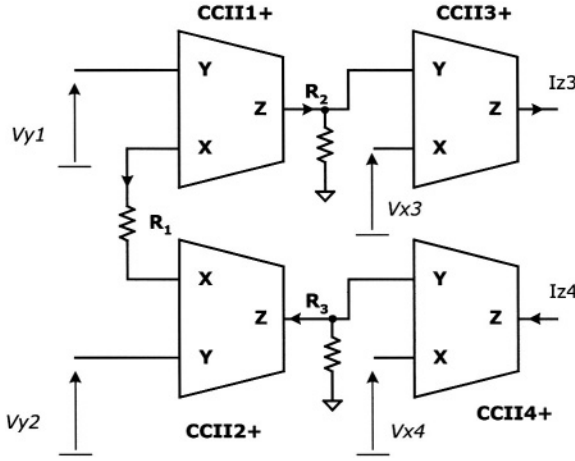 CCII1+
CCII3+
Y
Y
Iz3
R2
Z
Z
Vy1
X
X
Vx3
R1
X
Y
Iz4
R3
Z
Z
Y
X
Vy2
CCII2+
Vx4
CCII4+